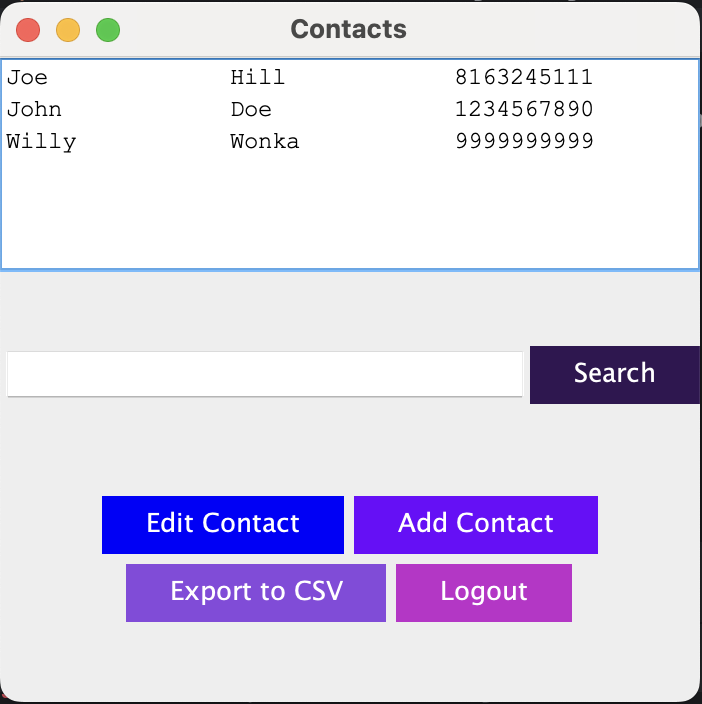 Contacts
Joe Hill 8163245111
John Doe 1234567890
Willy Wonka 9999999999
Search
Edit Contact Add Contact
Export to CSV Logout